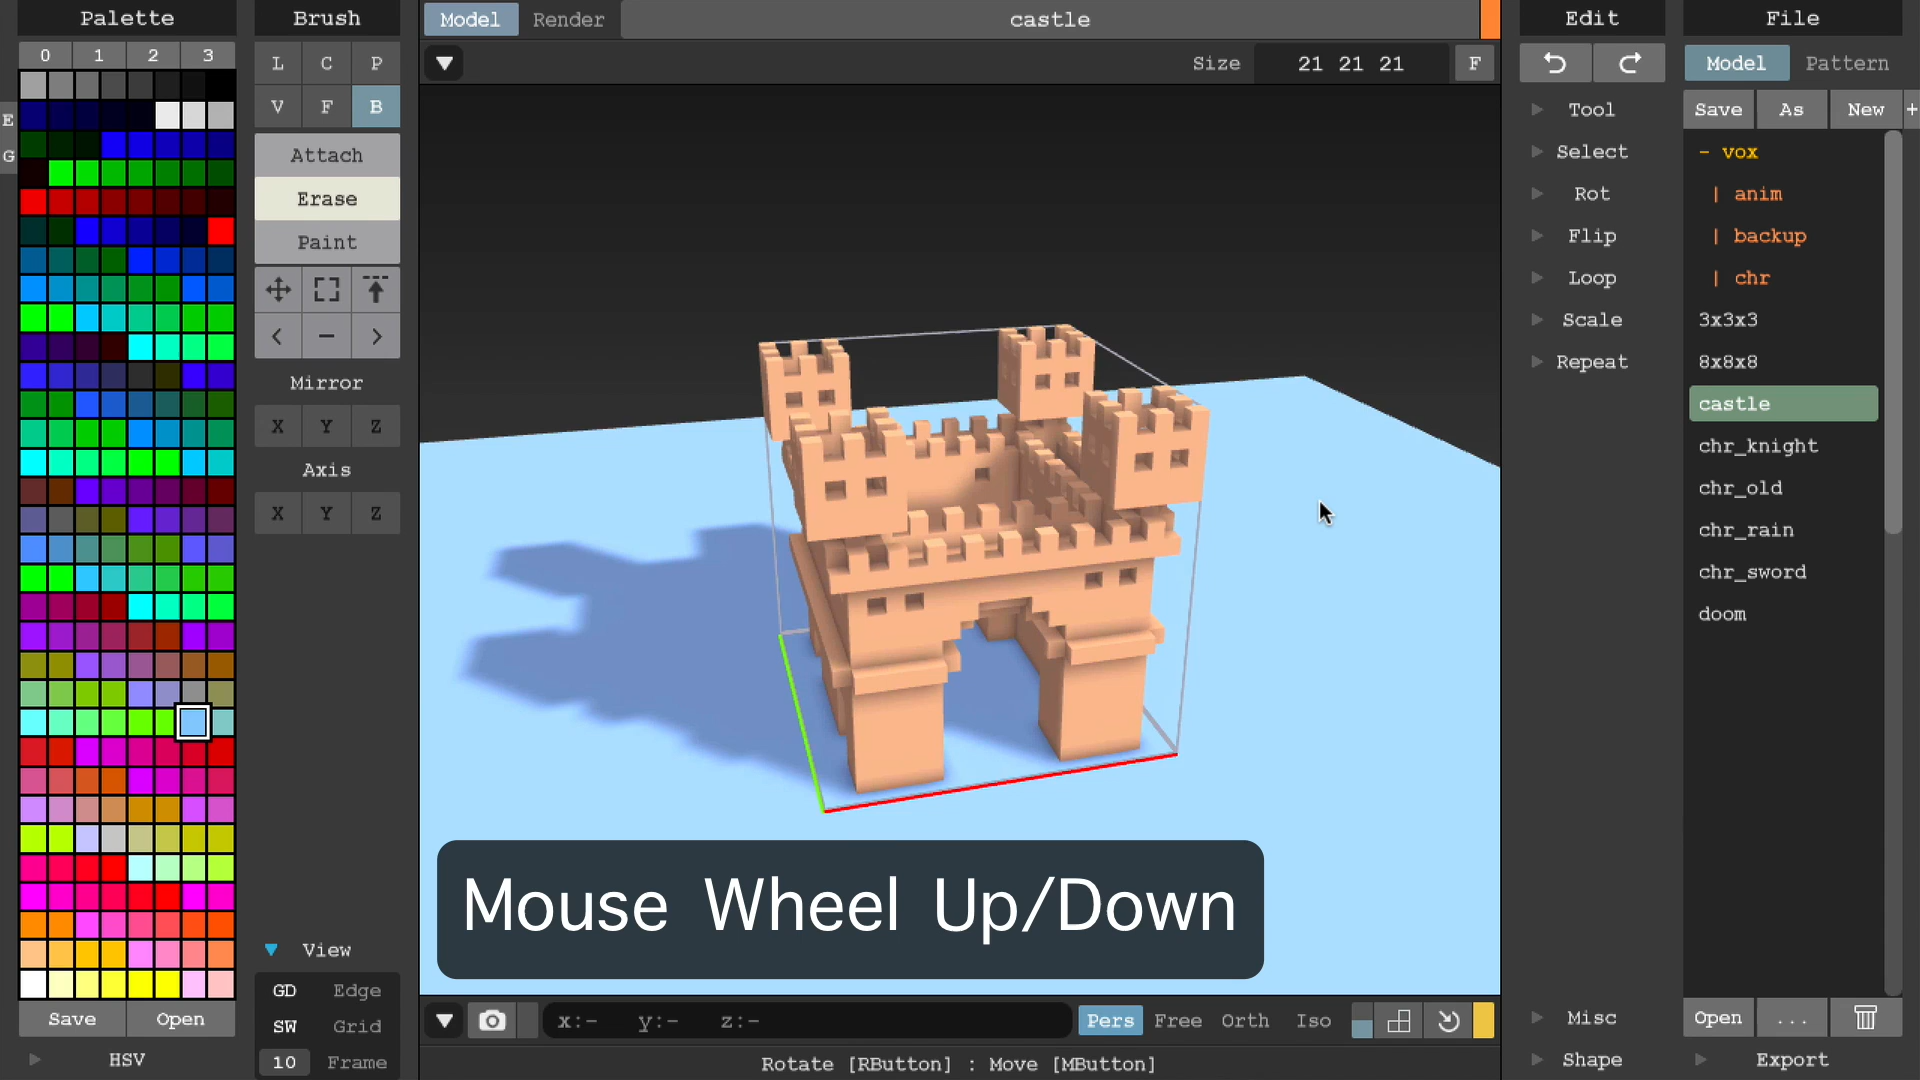 Palette
0 1 2 3
E
G
Save Open
HSV
Brush
L C P
V F B
Attach
Erase
Paint
Mirror
X Y Z
Axis
X Y Z
View
GD Edge
SW Grid
10 Frame
Model Render castle
Size 21 21 21 F
Mouse Wheel Up/Down
x:- y:- z:- Pers Free Orth Iso
Rotate [RButton] : Move [MButton]
Edit
Tool
Select
Rot
Flip
Loop
Scale
Repeat
Misc
Shape
File
Model Pattern
Save As New +
- vox
| anim
| backup
| chr
3x3x3
8x8x8
castle
chr_knight
chr_old
chr_rain
chr_sword
doom
Open ...
Export